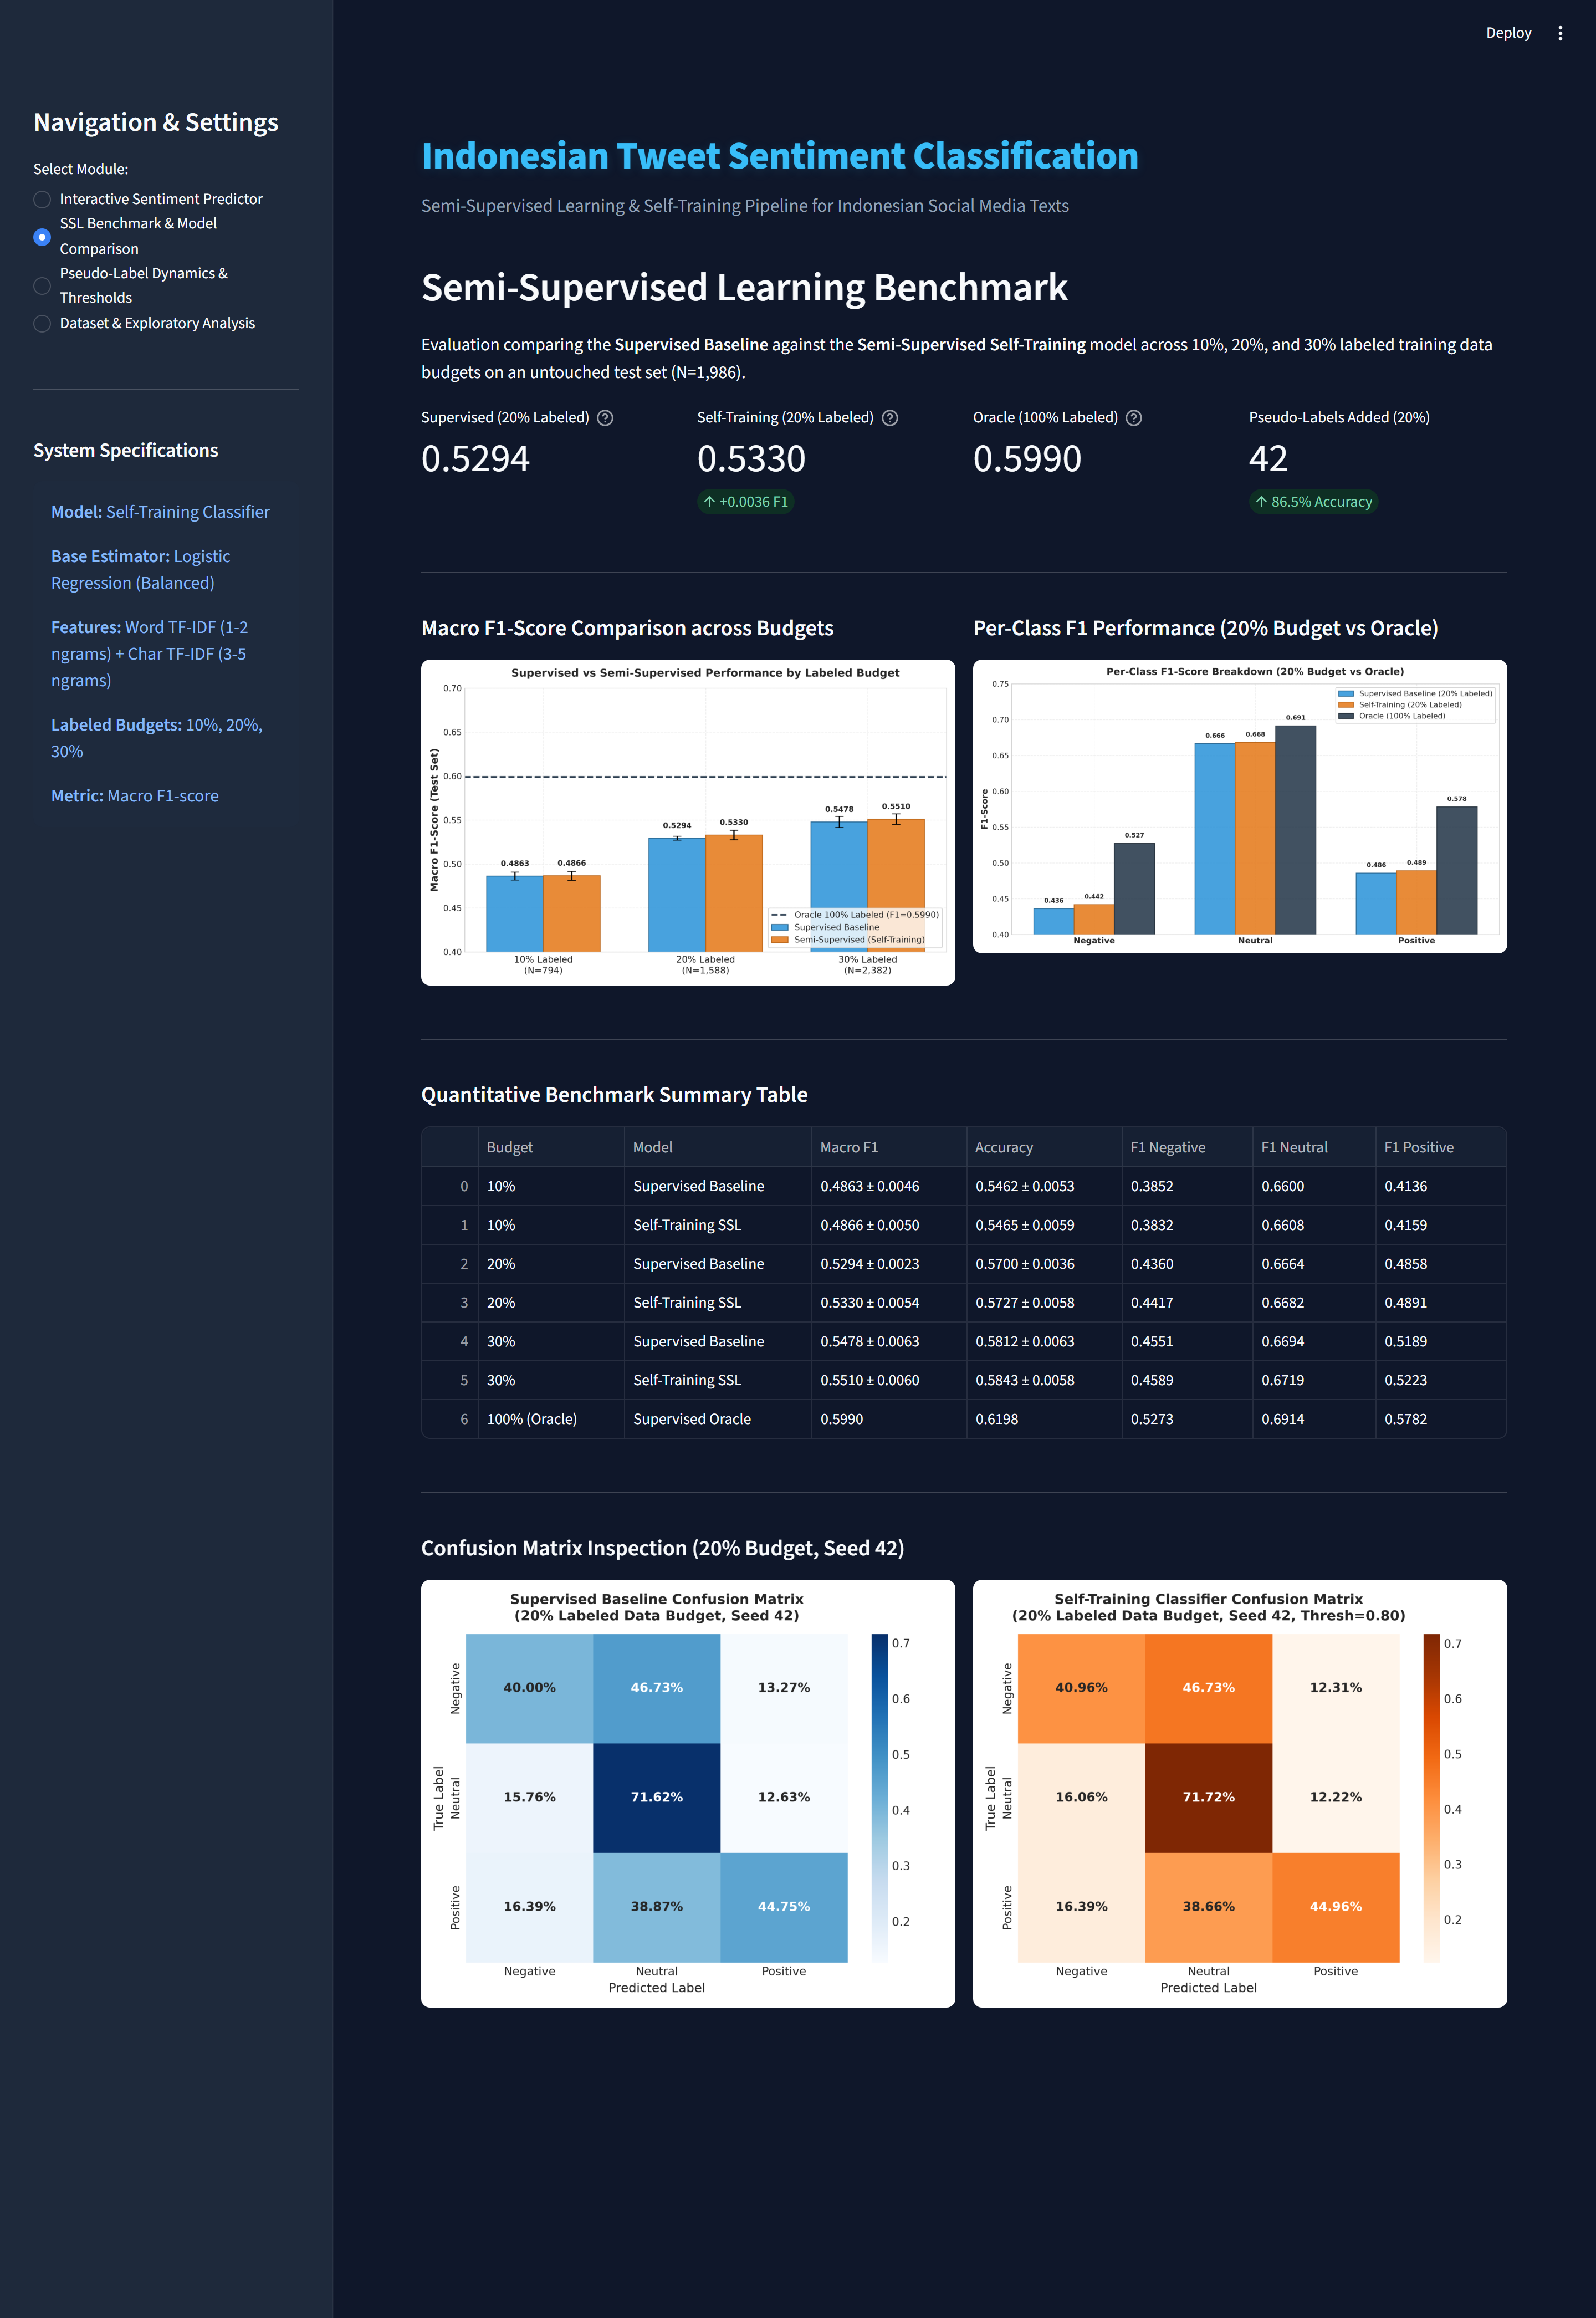 Deploy
Navigation & Settings
Select Module:
Interactive Sentiment Predictor
SSL Benchmark & Model
Comparison
Pseudo-Label Dynamics &
Thresholds
Dataset & Exploratory Analysis
System Specifications
Model: Self-Training Classifier
Base Estimator: Logistic
Regression (Balanced)
Features: Word TF-IDF (1-2
ngrams) + Char TF-IDF (3-5
ngrams)
Labeled Budgets: 10%, 20%,
30%
Metric: Macro F1-score
Indonesian Tweet Sentiment Classification
Semi-Supervised Learning & Self-Training Pipeline for Indonesian Social Media Texts
Semi-Supervised Learning Benchmark
Evaluation comparing the Supervised Baseline against the Semi-Supervised Self-Training model across 10%, 20%, and 30% labeled training data
budgets on an untouched test set (N=1,986).
Supervised (20% Labeled)
0.5294
Self-Training (20% Labeled)
0.5330
↑ +0.0036 F1
Oracle (100% Labeled)
0.5990
Pseudo-Labels Added (20%)
42
↑ 86.5% Accuracy
Macro F1-Score Comparison across Budgets
Supervised vs Semi-Supervised Performance by Labeled Budget
Macro F1-Score (Test Set)
0.70
0.65
0.60
0.55
0.50
0.45
0.40
0.4863 0.4866
0.5294 0.5330
0.5478 0.5510
Oracle 100% Labeled (F1=0.5990)
Supervised Baseline
Semi-Supervised (Self-Training)
10% Labeled 20% Labeled 30% Labeled
(N=794) (N=1,588) (N=2,382)
Per-Class F1 Performance (20% Budget vs Oracle)
Per-Class F1-Score Breakdown (20% Budget vs Oracle)
F1-Score
0.75
0.70
0.65
0.60
0.55
0.50
0.45
0.40
Supervised Baseline (20% Labeled)
Self-Training (20% Labeled)
Oracle (100% Labeled)
0.436 0.442 0.527
0.666 0.668 0.691
0.486 0.489 0.578
Negative Neutral Positive
Quantitative Benchmark Summary Table
Budget Model Macro F1 Accuracy F1 Negative F1 Neutral F1 Positive
0 10% Supervised Baseline 0.4863 ± 0.0046 0.5462 ± 0.0053 0.3852 0.6600 0.4136
1 10% Self-Training SSL 0.4866 ± 0.0050 0.5465 ± 0.0059 0.3832 0.6608 0.4159
2 20% Supervised Baseline 0.5294 ± 0.0023 0.5700 ± 0.0036 0.4360 0.6664 0.4858
3 20% Self-Training SSL 0.5330 ± 0.0054 0.5727 ± 0.0058 0.4417 0.6682 0.4891
4 30% Supervised Baseline 0.5478 ± 0.0063 0.5812 ± 0.0063 0.4551 0.6694 0.5189
5 30% Self-Training SSL 0.5510 ± 0.0060 0.5843 ± 0.0058 0.4589 0.6719 0.5223
6 100% (Oracle) Supervised Oracle 0.5990 0.6198 0.5273 0.6914 0.5782
Confusion Matrix Inspection (20% Budget, Seed 42)
Supervised Baseline Confusion Matrix
(20% Labeled Data Budget, Seed 42)
True Label
Negative 40.00% 46.73% 13.27%
Neutral 15.76% 71.62% 12.63%
Positive 16.39% 38.87% 44.75%
Negative Neutral Positive
Predicted Label
0.7
0.6
0.5
0.4
0.3
0.2
Self-Training Classifier Confusion Matrix
(20% Labeled Data Budget, Seed 42, Thresh=0.80)
True Label
Negative 40.96% 46.73% 12.31%
Neutral 16.06% 71.72% 12.22%
Positive 16.39% 38.66% 44.96%
Negative Neutral Positive
Predicted Label
0.7
0.6
0.5
0.4
0.3
0.2